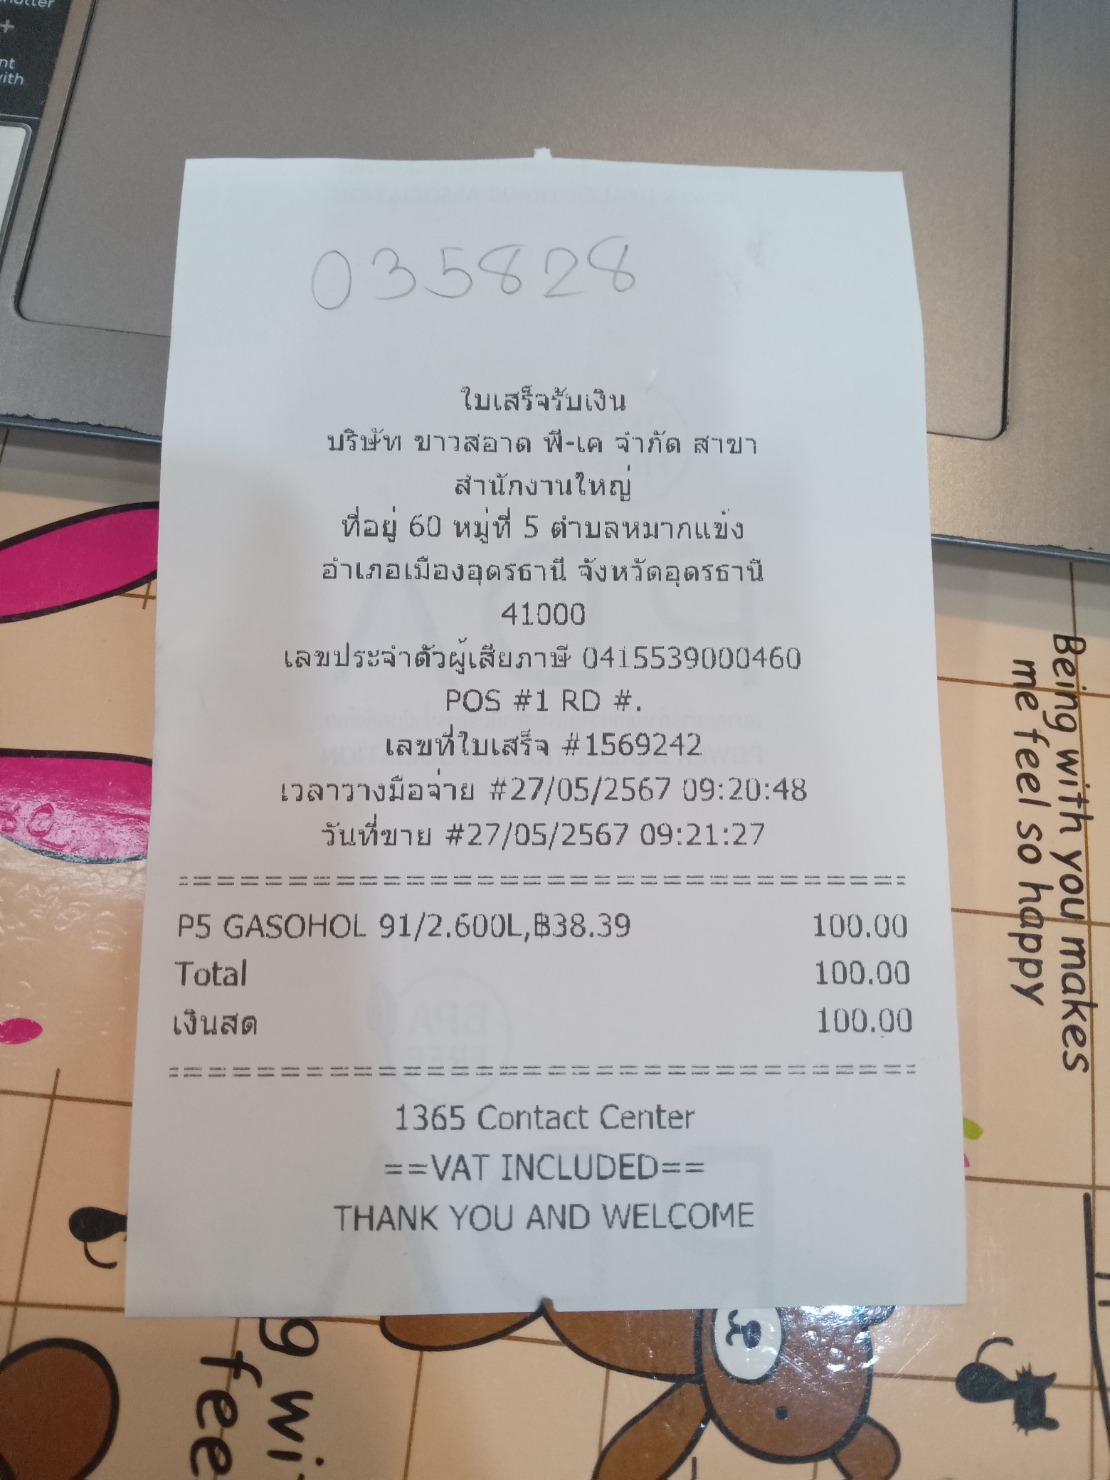 035828
ใบเสร็จรับเงิน
บริษัท ขาวสอาด พี-เค จำกัด สาขา
สำนักงานใหญ่
ที่อยู่ 60 หมู่ที่ 5 ตำบลหมากแข้ง
อำเภอเมืองอุดรธานี จังหวัดอุดรธานี
41000
เลขประจำตัวผู้เสียภาษี 0415539000460
POS #1 RD #.
เลขที่ใบเสร็จ #1569242
เวลาวางมือจ่าย #27/05/2567 09:20:48
วันที่ขาย #27/05/2567 09:21:27
P5 GASOHOL 91/2.600L,฿38.39 100.00
Total 100.00
เงินสด 100.00
1365 Contact Center
==VAT INCLUDED==
THANK YOU AND WELCOME
Being with you makes
me feel so happy
g wi
fee